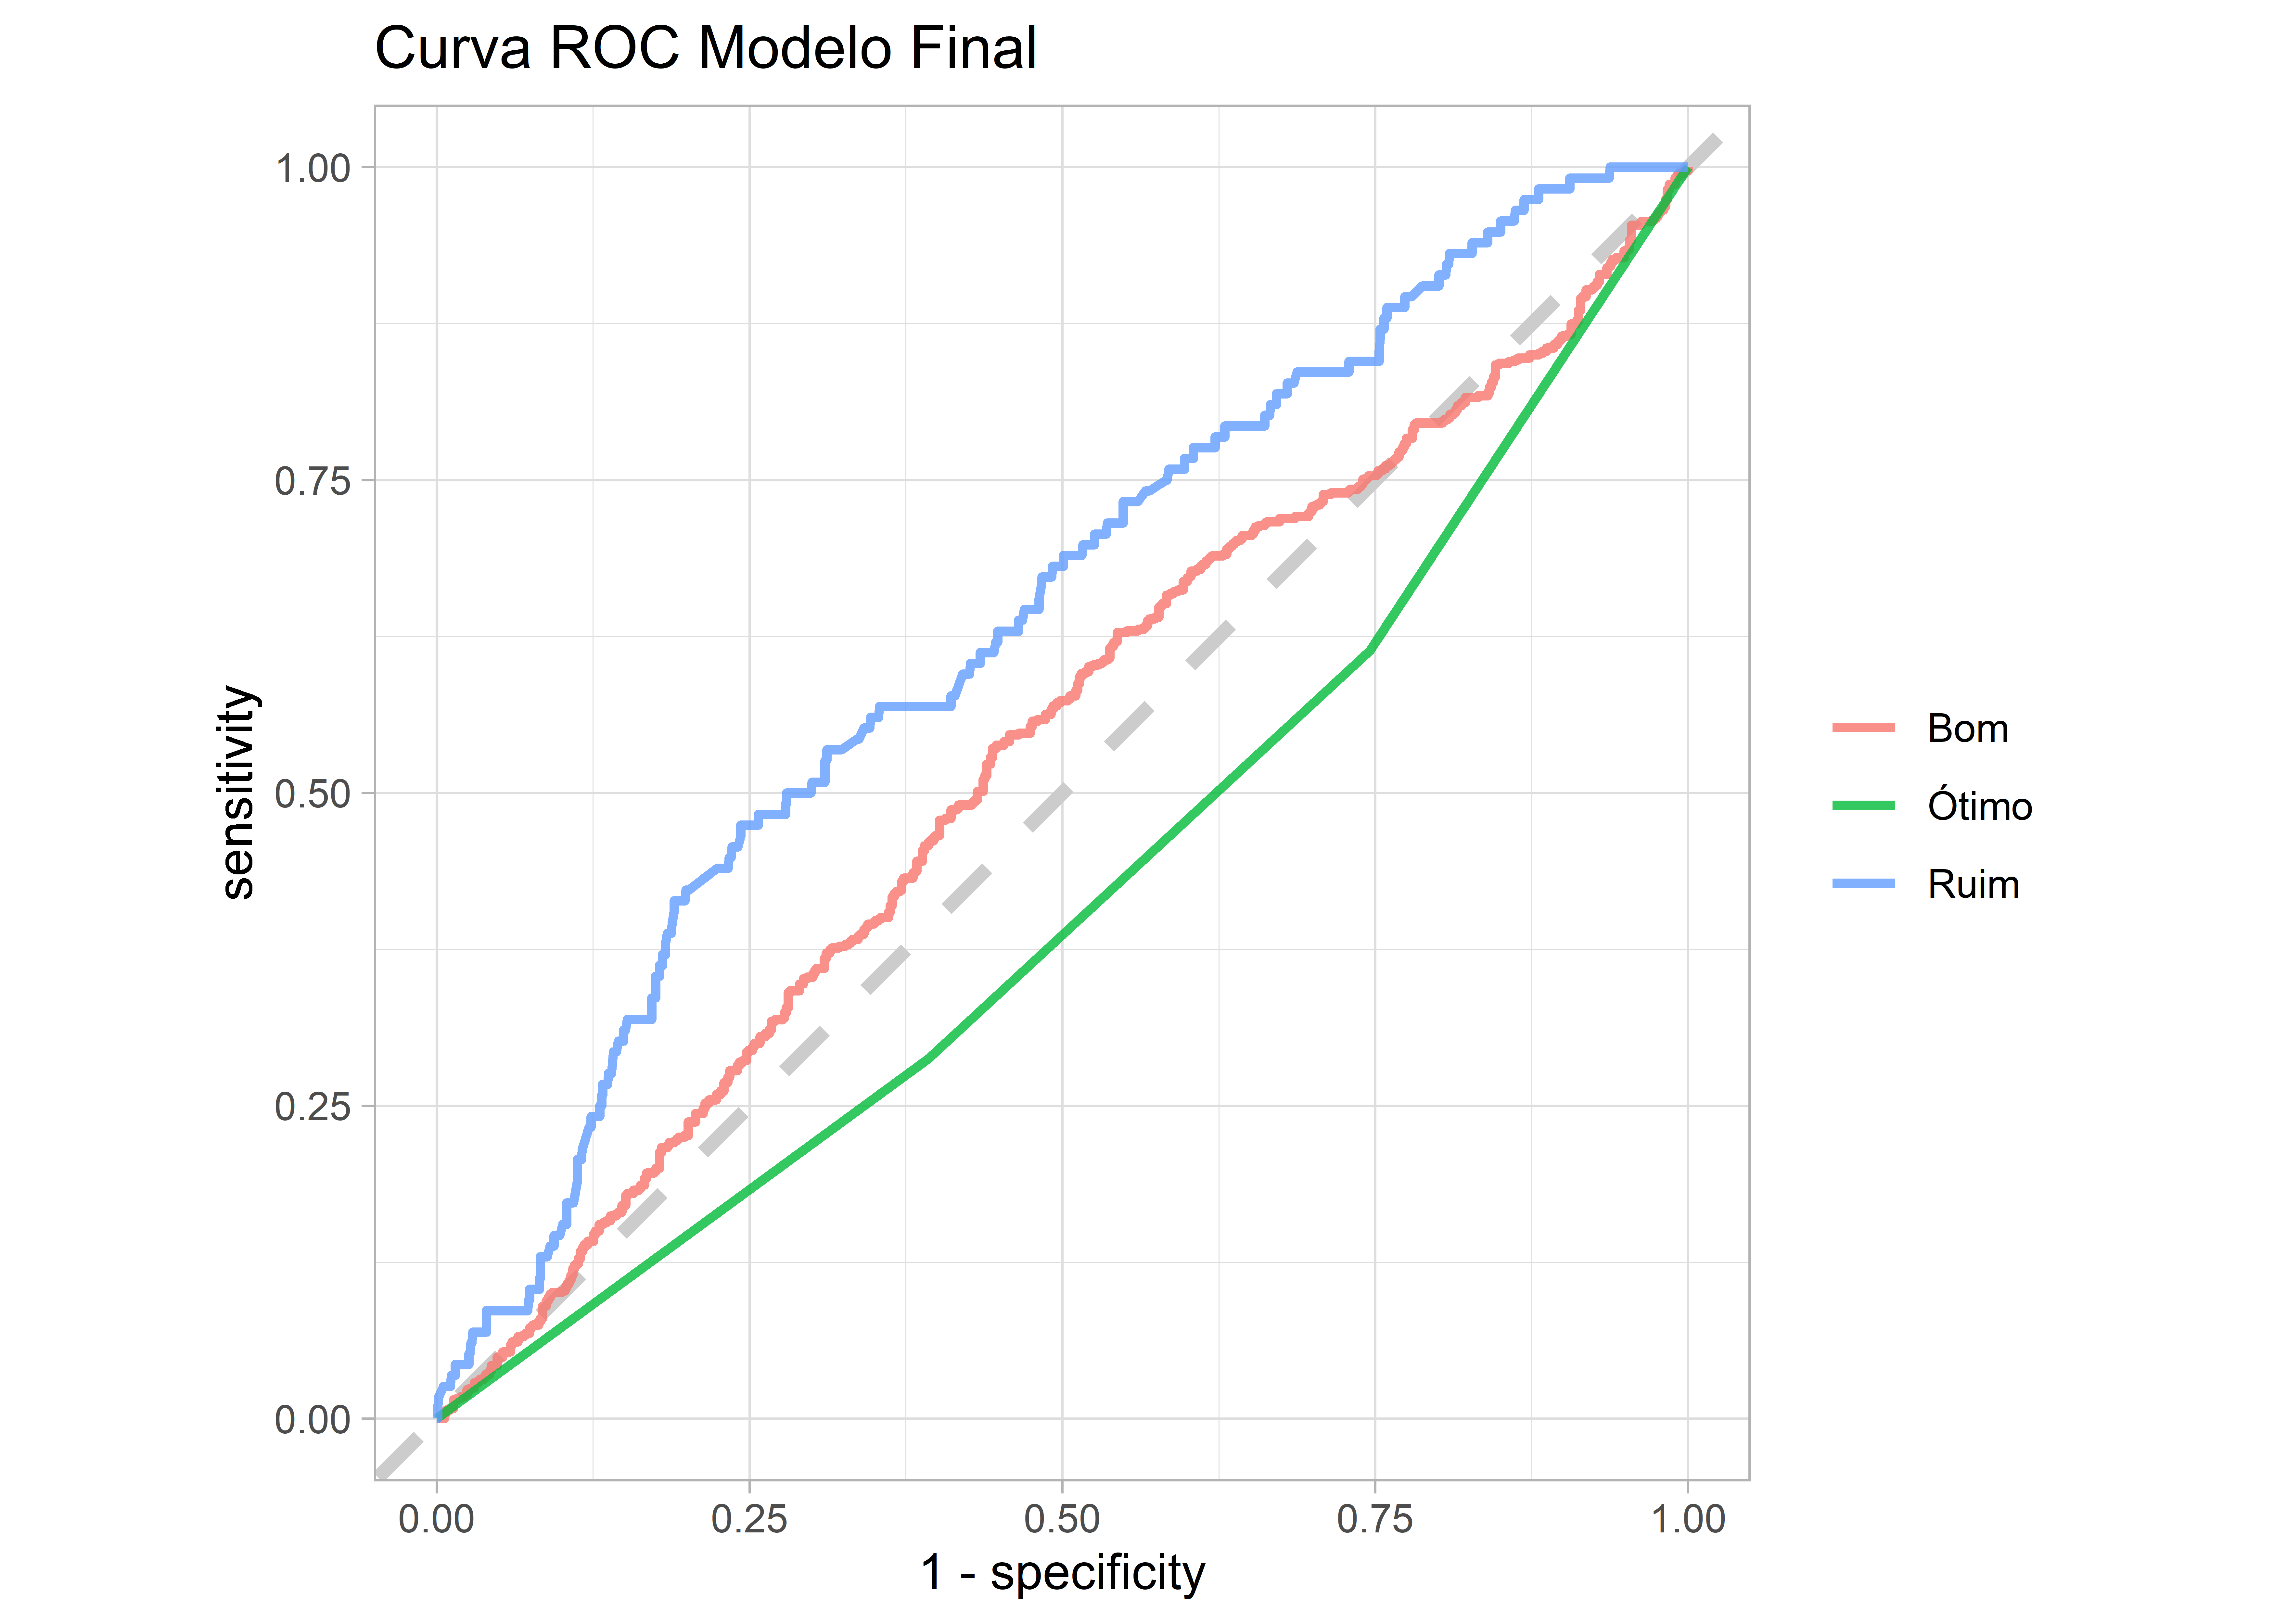 Curva ROC Modelo Final
1.00
0.75
0.50
0.25
0.00
sensitivity
0.00 0.25 0.50 0.75 1.00
1 - specificity
Bom
Ótimo
Ruim